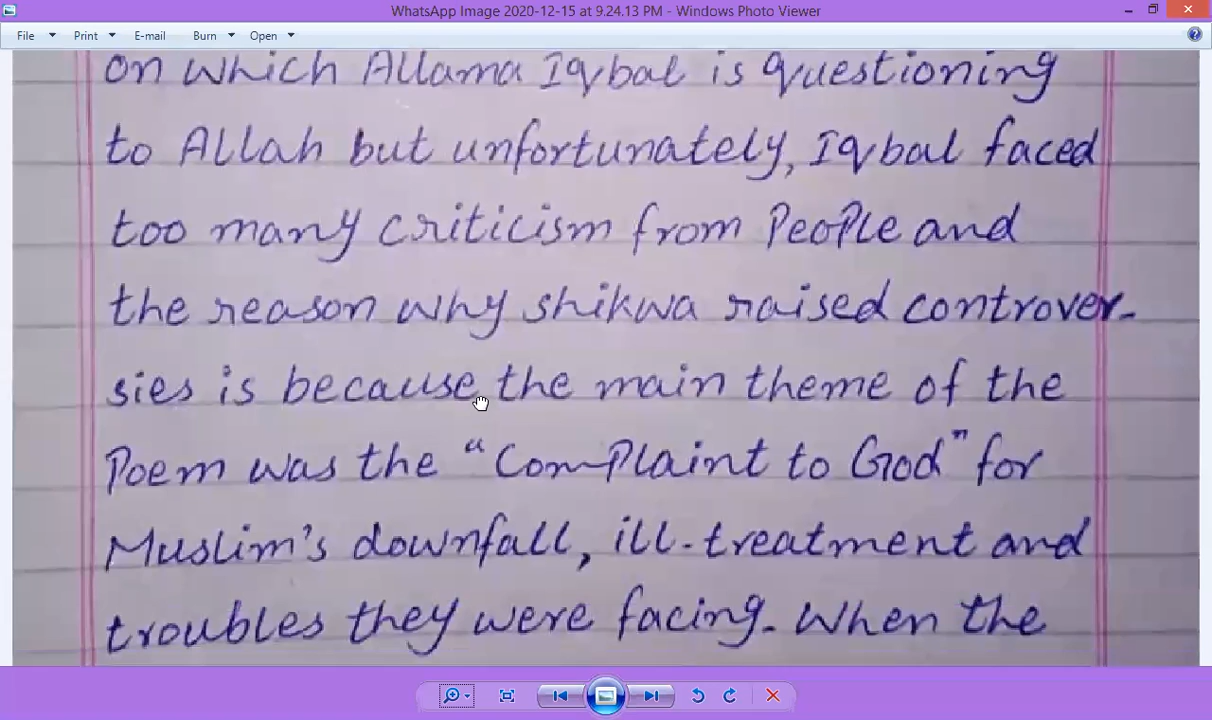 WhatsApp Image 2020-12-15 at 9.24.13 PM - Windows Photo Viewer
File Print E-mail Burn Open
on which Allama Iqbal is questioning
to Allah but unfortunately, Iqbal faced
too many criticism from People and
the reason why shikwa raised controver-
sies is because the main theme of the
Poem was the "Complaint to God" for
Muslim's downfall, ill-treatment and
troubles they were facing. When the